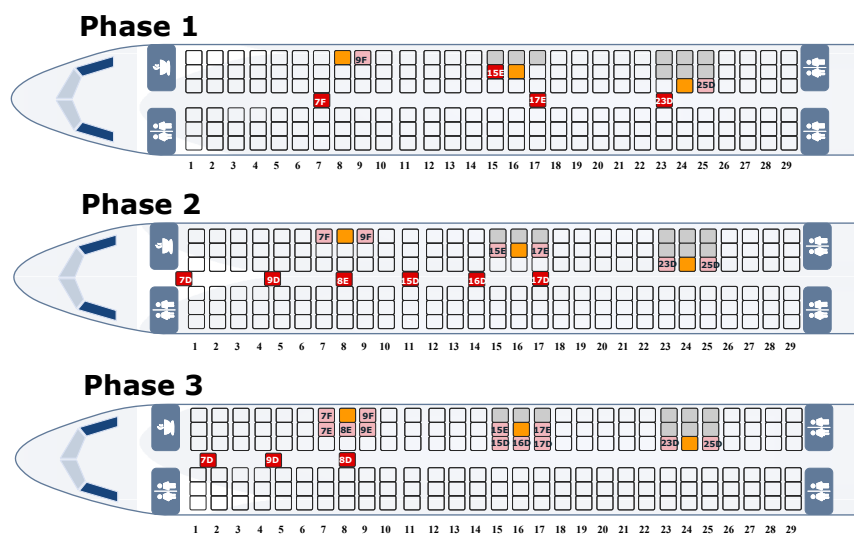 Phase 1
9F
15E
25D
7F 17E 23D
1 2 3 4 5 6 7 8 9 10 11 12 13 14 15 16 17 18 19 20 21 22 23 24 25 26 27 28 29
Phase 2
7F 9F
15E 17E
23D 25D
7D 9D 8E 15D 16D 17D
1 2 3 4 5 6 7 8 9 10 11 12 13 14 15 16 17 18 19 20 21 22 23 24 25 26 27 28 29
Phase 3
7F 9F
7E 8E 9E 15E 17E
15D 16D 17D 23D 25D
7D 9D 8D
1 2 3 4 5 6 7 8 9 10 11 12 13 14 15 16 17 18 19 20 21 22 23 24 25 26 27 28 29